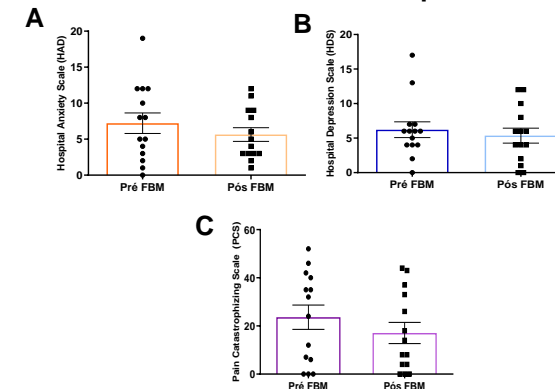 A
Hospital Anxiety Scale (HAD)
20
15
10
5
0
Pré FBM
Pós FBM
B
Hospital Depression Scale (HDS)
20
15
10
5
0
Pré FBM
Pós FBM
C
Pain Catastrophizing Scale (PCS)
60
40
20
0
Pré FBM
Pós FBM